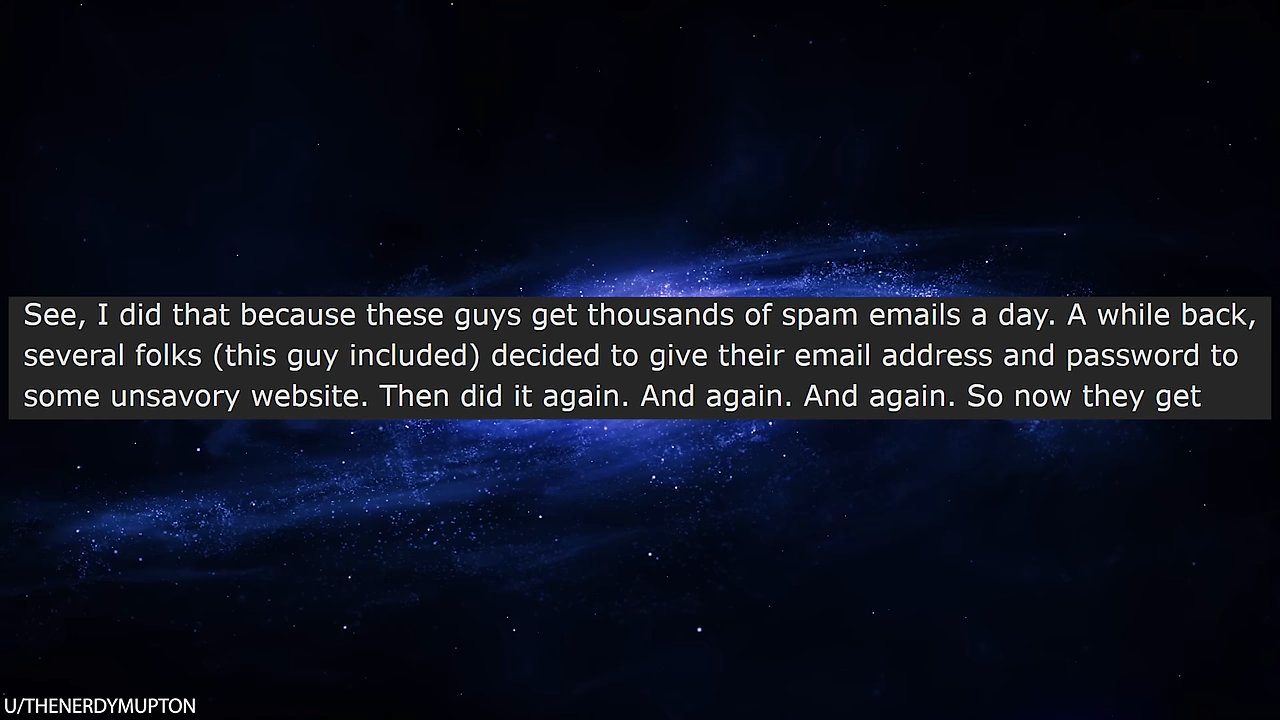 See, I did that because these guys get thousands of spam emails a day. A while back,
several folks (this guy included) decided to give their email address and password to
some unsavory website. Then did it again. And again. And again. So now they get
U/THENERDYMUPTON